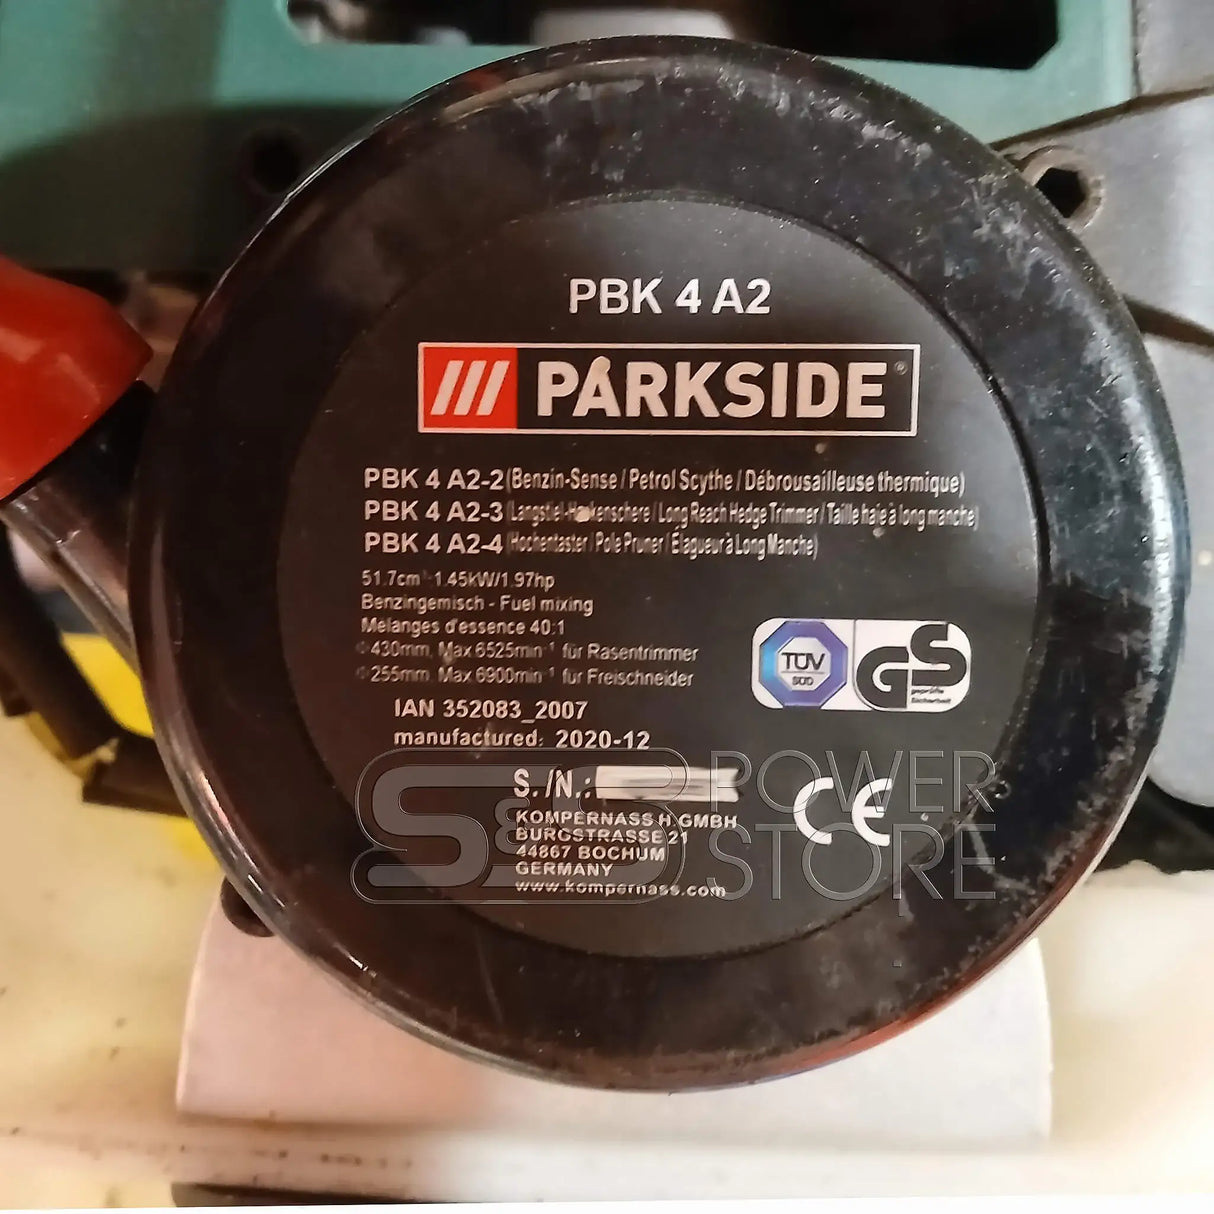 PBK 4 A2
/// PARKSIDE®
PBK 4 A2-2 (Benzin-Sense / Petrol Scythe / Débrousailleuse thermique)
PBK 4 A2-3 (Langstiel-Heckenschere / Long Reach Hedge Trimmer / Taille haie à long manche)
PBK 4 A2-4 (Hochentaster / Pole Pruner / Élagueur à Long Manche)
51.7cm³ 1.45kW/1.97hp
Benzingemisch - Fuel mixing
Melanges d'essence 40:1
430mm, Max 6525min⁻¹ für Rasentrimmer
255mm, Max 6900min⁻¹ für Freischneider
TÜV
SÜD
GS
geprüfte
Sicherheit
IAN 352083_2007
manufactured: 2020-12
S. /N.:
CE
KOMPERNASS H GMBH
BURGSTRASSE 21
44867 BOCHUM
GERMANY
www.kompernass.com
S&S POWER
STORE